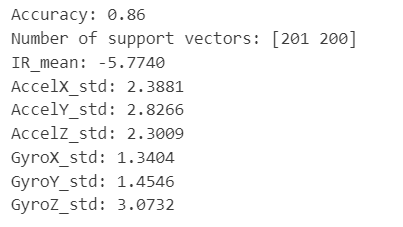 Accuracy: 0.86
Number of support vectors: [201 200]
IR_mean: -5.7740
AccelX_std: 2.3881
AccelY_std: 2.8266
AccelZ_std: 2.3009
GyroX_std: 1.3404
GyroY_std: 1.4546
GyroZ_std: 3.0732